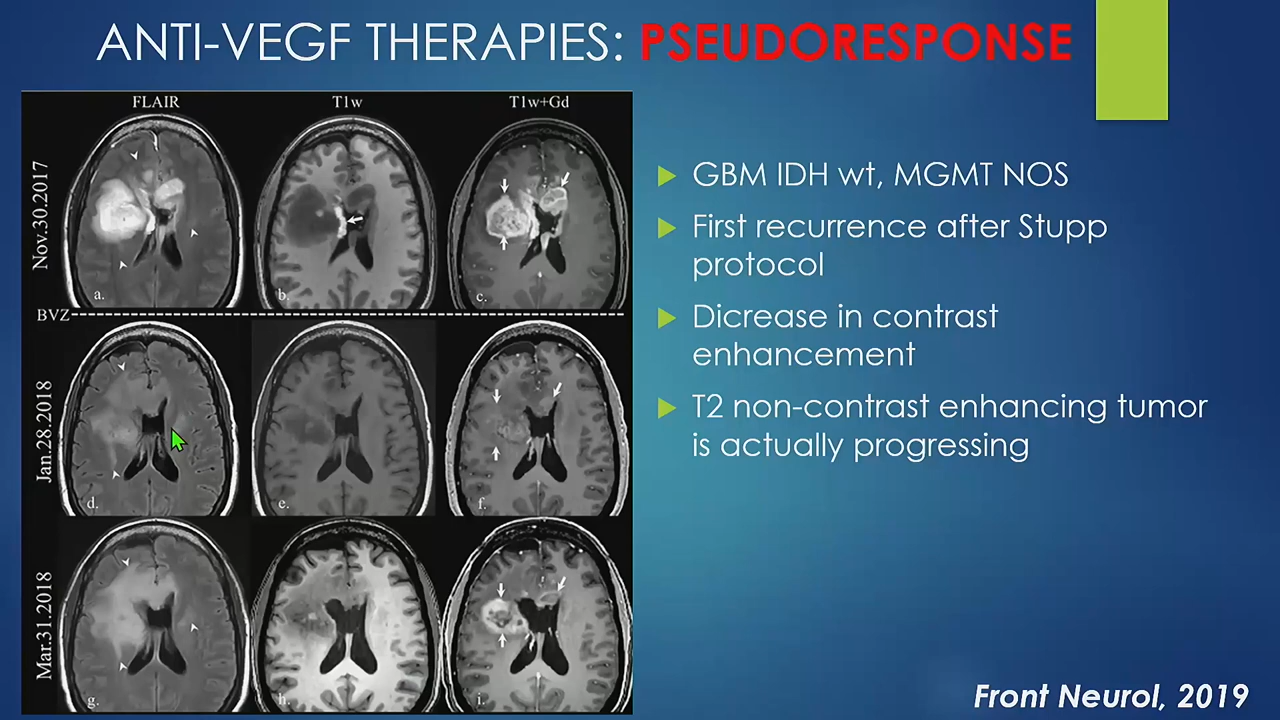 ANTI-VEGF THERAPIES: PSEUDORESPONSE
FLAIR T1w T1w+Gd
Nov.30.2017
a. b. c.
BVZ
Jan.28.2018
d. e. f.
Mar.31.2018
g. h. i.
GBM IDH wt, MGMT NOS
First recurrence after Stupp
protocol
Dicrease in contrast
enhancement
T2 non-contrast enhancing tumor
is actually progressing
Front Neurol, 2019